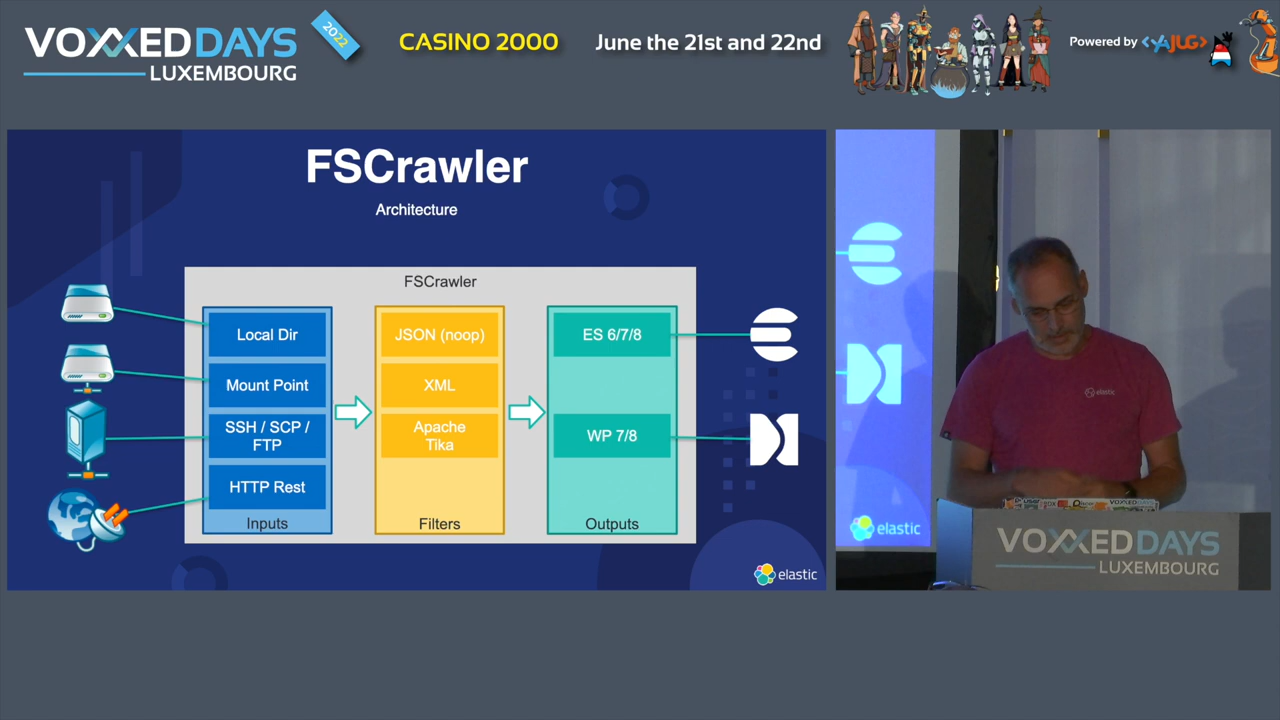 VOXXED DAYS
LUXEMBOURG
2022
CASINO 2000
June the 21st and 22nd
Powered by <YAJUG>
FSCrawler
Architecture
FSCrawler
Local Dir
Mount Point
SSH / SCP /
FTP
HTTP Rest
Inputs
JSON (noop)
XML
Apache
Tika
Filters
ES 6/7/8
WP 7/8
Outputs
elastic
elastic
elastic
VOXXED DAYS
LUXEMBOURG